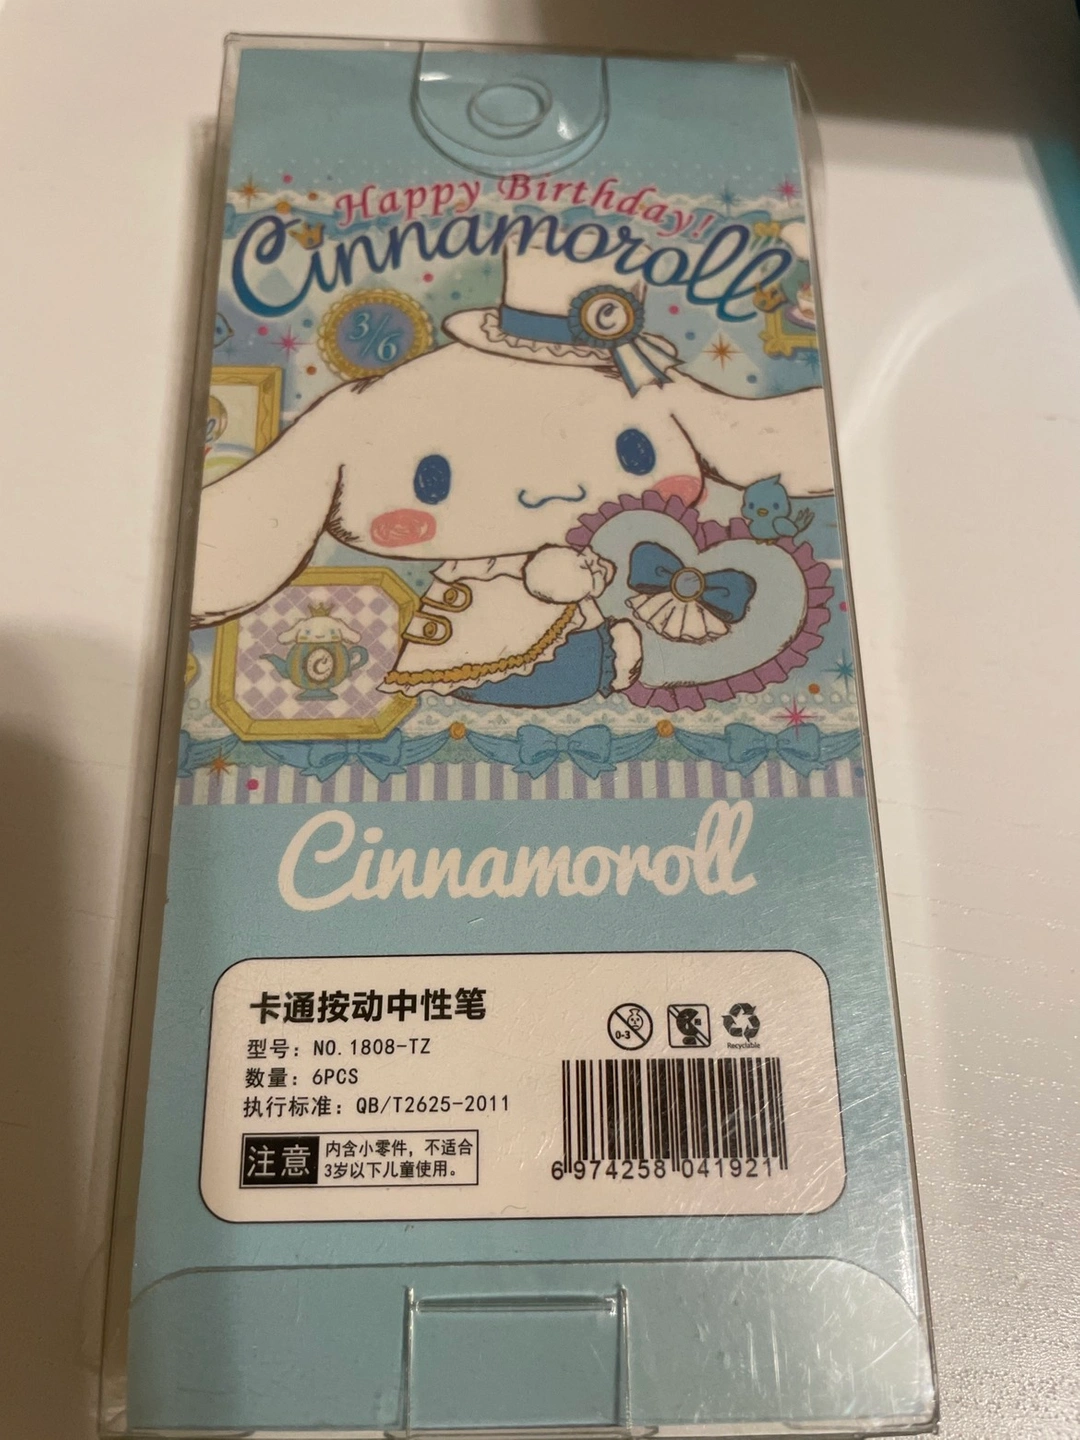 Happy Birthday!
Cinnamoroll
C
3/6
C
Cinnamoroll
卡通按动中性笔
型号：NO.1808-TZ
数量：6PCS
执行标准：QB/T2625-2011
注意
内含小零件，不适合
3岁以下儿童使用。
0-3
Recyclable
6 974258 041921